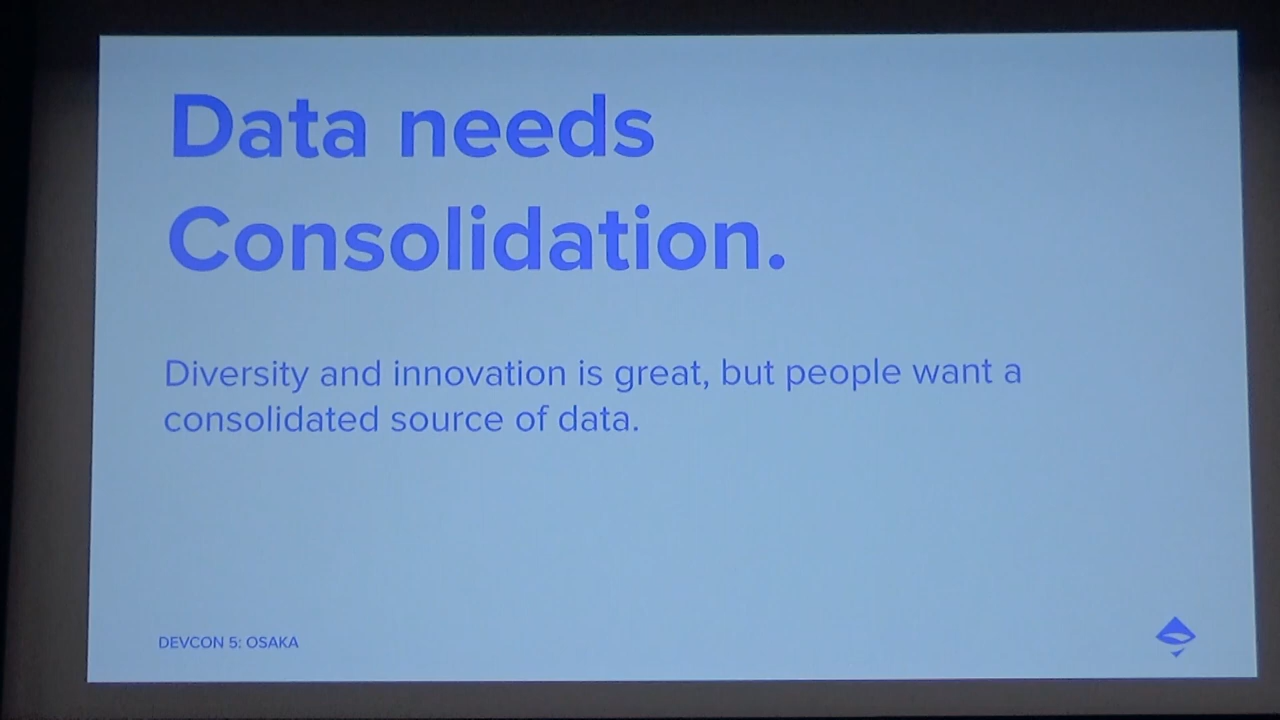 Data needs
Consolidation.
Diversity and innovation is great, but people want a
consolidated source of data.
DEVCON 5: OSAKA